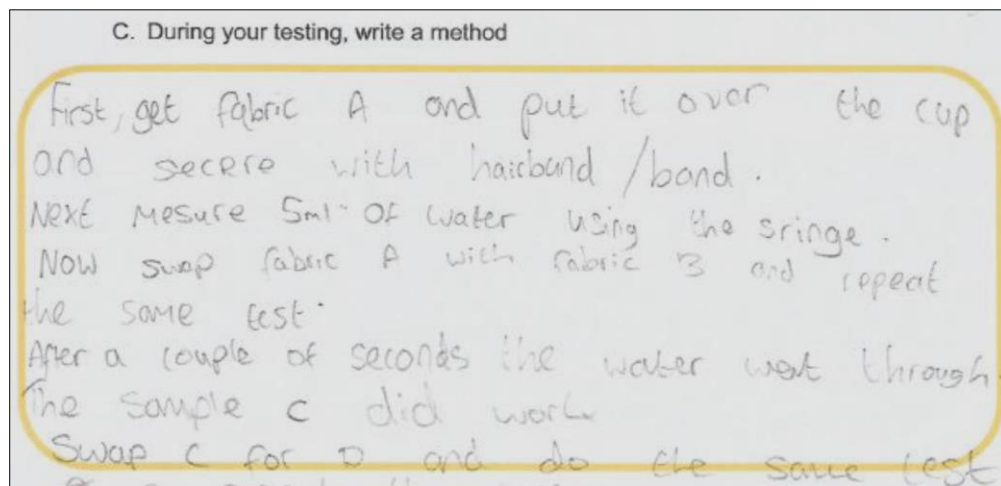 C. During your testing, write a method
First, get fabric A and put it over the cup
and secere with hairband / band.
Next mesure 5ml of water using the sringe.
Now swap fabric A with fabric B and repeat
the same test.
After a couple of seconds the water went through.
The sample C did work
Swap C for D and do the same test